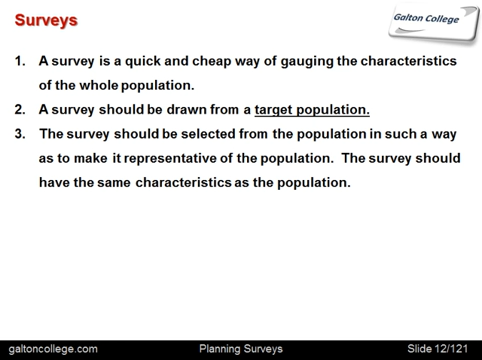 Surveys
Galton College
1. A survey is a quick and cheap way of gauging the characteristics
of the whole population.
2. A survey should be drawn from a target population.
3. The survey should be selected from the population in such a way
as to make it representative of the population. The survey should
have the same characteristics as the population.
galtoncollege.com Planning Surveys Slide 12/121